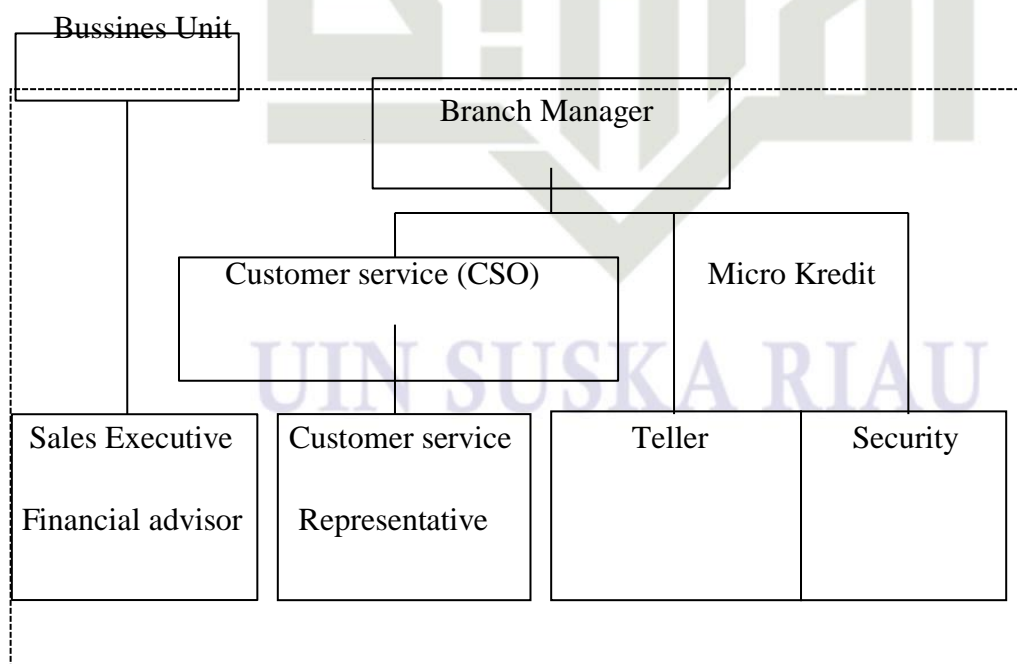 Bussines Unit
Branch Manager
Customer service (CSO)
Micro Kredit
UIN SUSKA RIAU
Sales Executive
Financial advisor
Customer service
Representative
Teller
Security